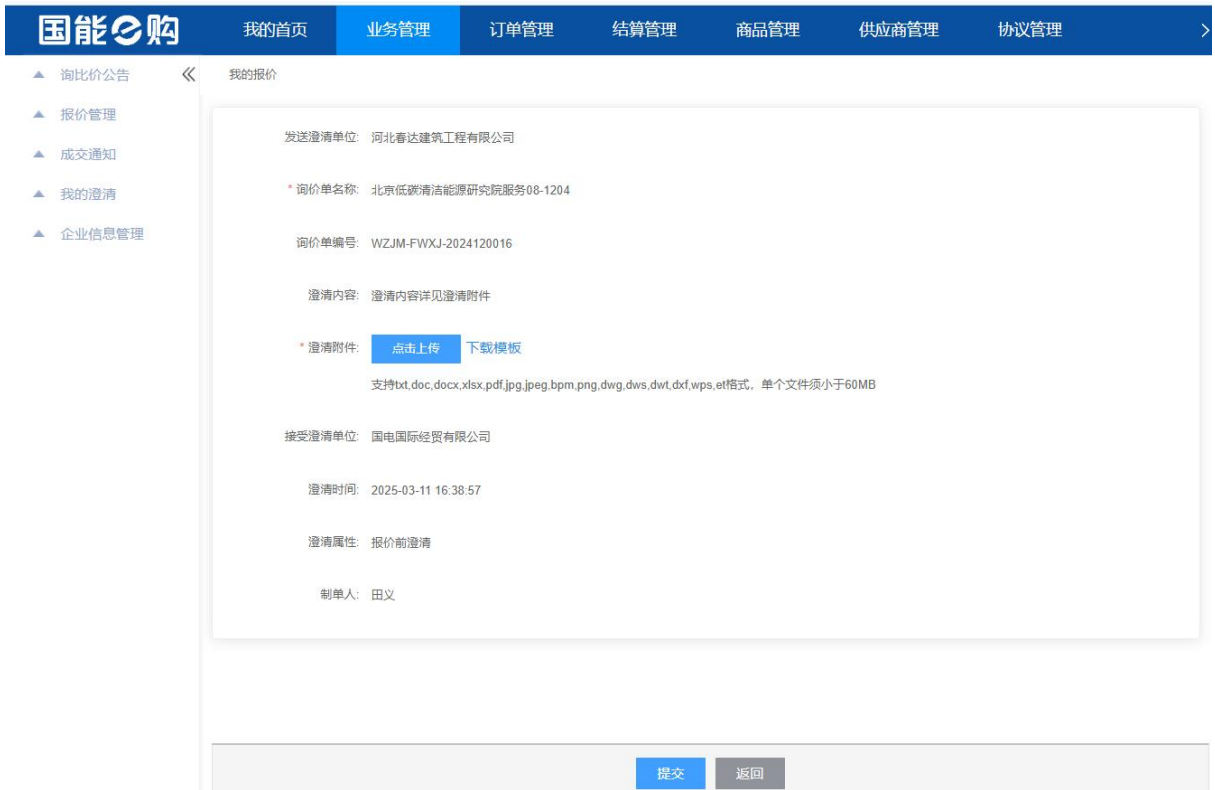 国能e购 我的首页 业务管理 订单管理 结算管理 商品管理 供应商管理 协议管理
询比价公告
报价管理
成交通知
我的澄清
企业信息管理
我的报价
发送澄清单位: 河北春达建筑工程有限公司
* 询价单名称: 北京低碳清洁能源研究院服务08-1204
询价单编号: WZJM-FWXJ-2024120016
澄清内容: 澄清内容详见澄清附件
* 澄清附件: 点击上传 下载模板
支持txt,doc,docx,xlsx,pdf,jpg,jpeg,bpm,png,dwg,dws,dwt,dxf,wps,et格式，单个文件须小于60MB
接受澄清单位: 国电国际经贸有限公司
澄清时间: 2025-03-11 16:38:57
澄清属性: 报价前澄清
制单人: 田义
提交 返回